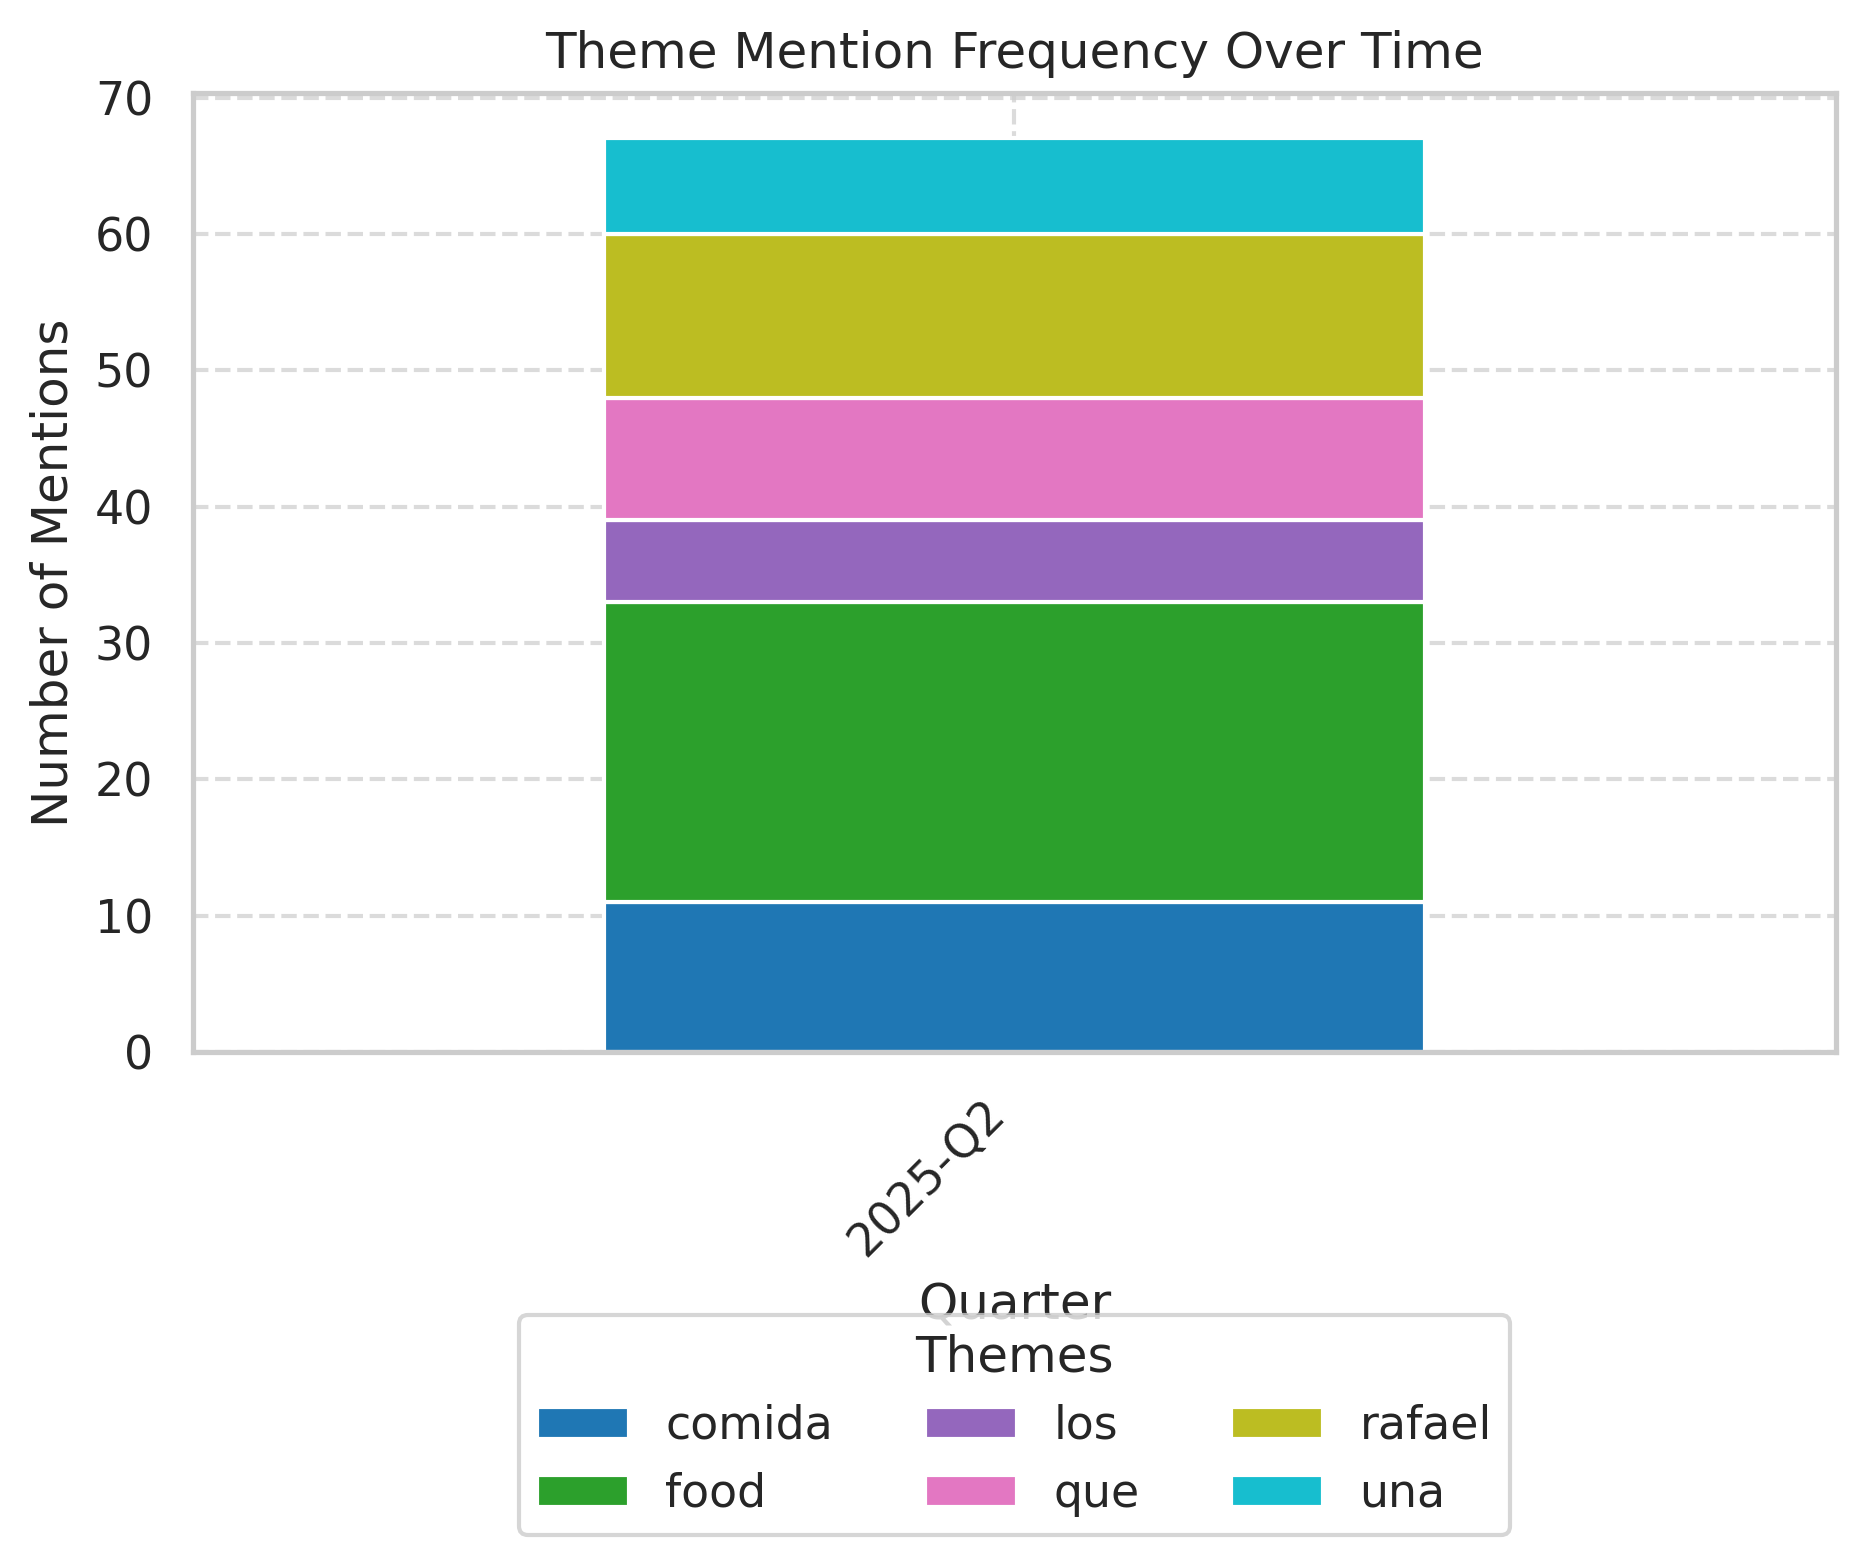 Theme Mention Frequency Over Time
Number of Mentions
70
60
50
40
30
20
10
0
2025-Q2
Quarter
Themes
comida los rafael
food que una